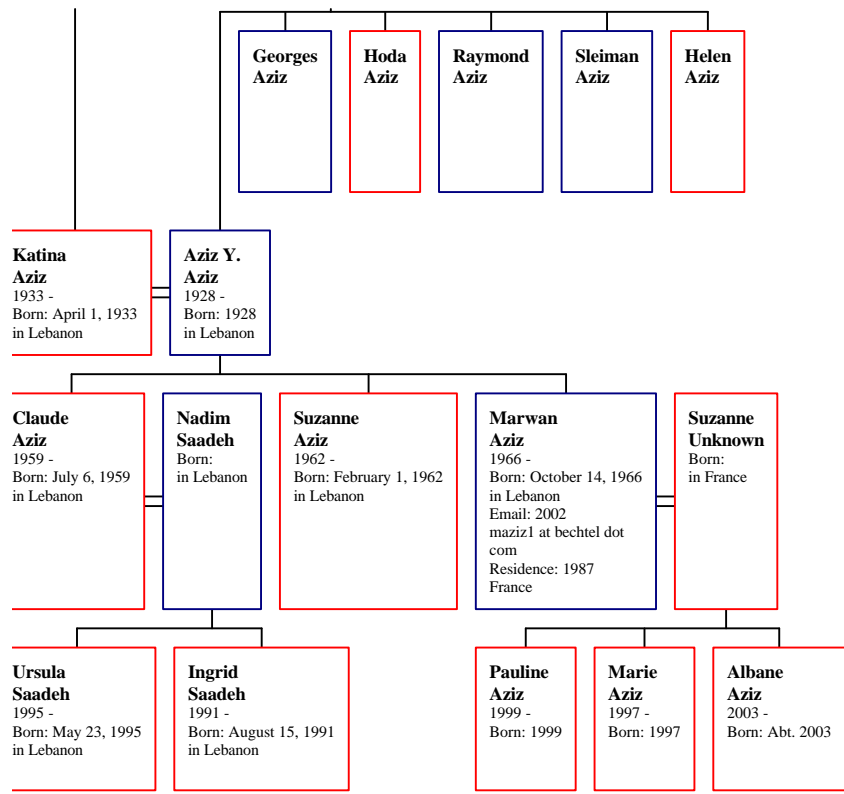 Georges
Aziz
Hoda
Aziz
Raymond
Aziz
Sleiman
Aziz
Helen
Aziz
Katina
Aziz
1933 -
Born: April 1, 1933
in Lebanon
Aziz Y.
Aziz
1928 -
Born: 1928
in Lebanon
Claude
Aziz
1959 -
Born: July 6, 1959
in Lebanon
Nadim
Saadeh
Born:
in Lebanon
Suzanne
Aziz
1962 -
Born: February 1, 1962
in Lebanon
Marwan
Aziz
1966 -
Born: October 14, 1966
in Lebanon
Email: 2002
maziz1 at bechtel dot
com
Residence: 1987
France
Suzanne
Unknown
Born:
in France
Ursula
Saadeh
1995 -
Born: May 23, 1995
in Lebanon
Ingrid
Saadeh
1991 -
Born: August 15, 1991
in Lebanon
Pauline
Aziz
1999 -
Born: 1999
Marie
Aziz
1997 -
Born: 1997
Albane
Aziz
2003 -
Born: Abt. 2003